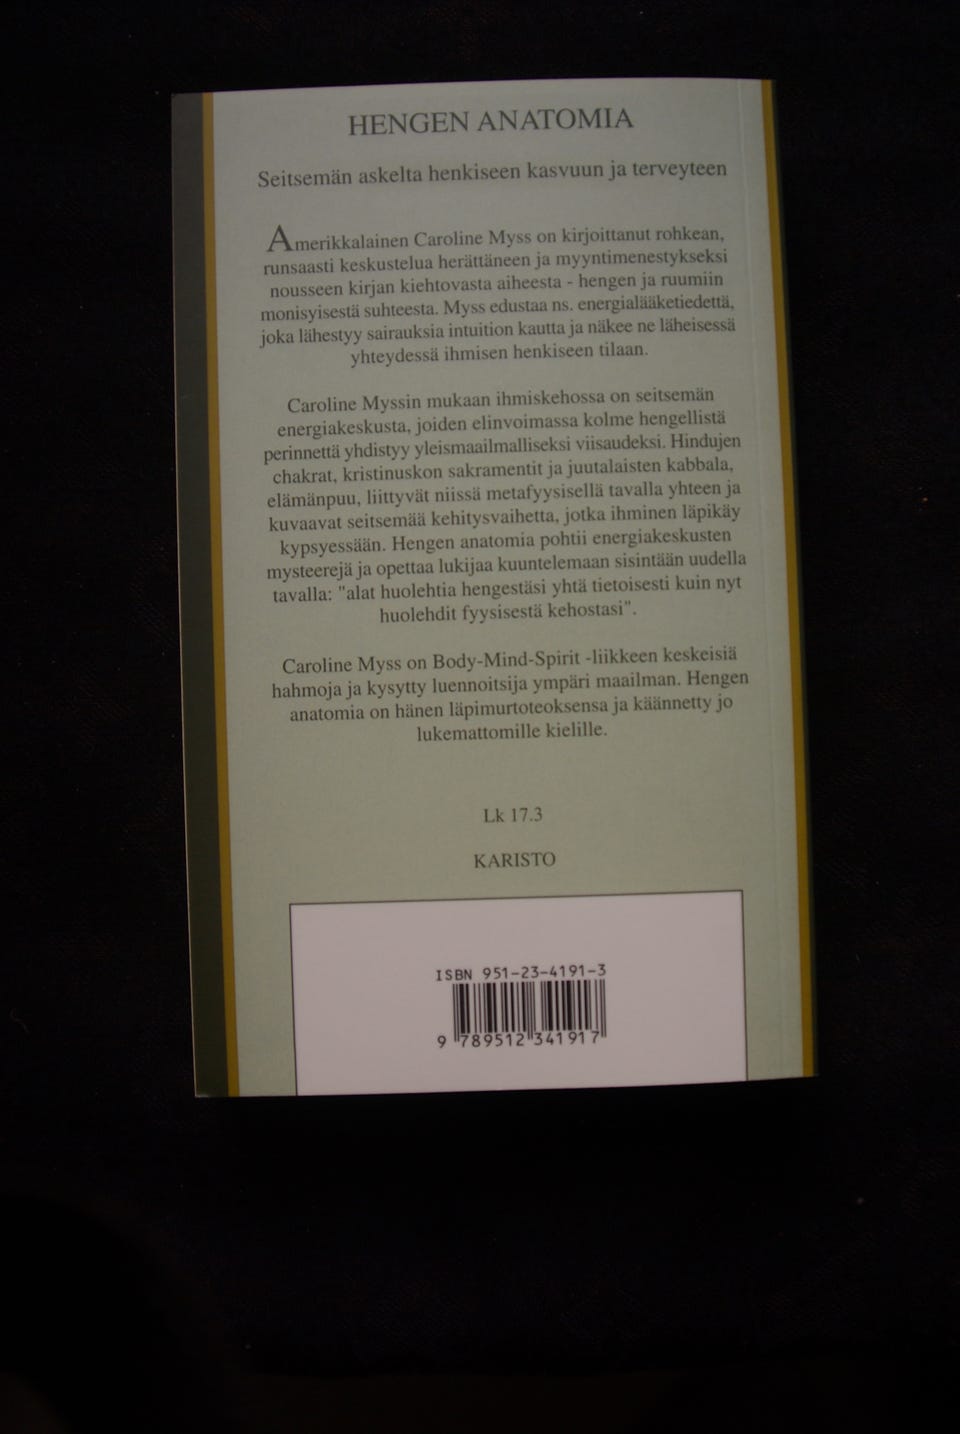 HENGEN ANATOMIA
Seitsemän askelta henkiseen kasvuun ja terveyteen
Amerikkalainen Caroline Myss on kirjoittanut rohkean,
runsaasti keskustelua herättäneen ja myyntimenestykseksi
nousseen kirjan kiehtovasta aiheesta - hengen ja ruumiin
monisyisestä suhteesta. Myss edustaa ns. energialääketiedettä,
joka lähestyy sairauksia intuition kautta ja näkee ne läheisessä
yhteydessä ihmisen henkiseen tilaan.
Caroline Myssin mukaan ihmiskehossa on seitsemän
energiakeskusta, joiden elinvoimassa kolme hengellistä
perinnettä yhdistyy yleismaailmalliseksi viisaudeksi. Hindujen
chakrat, kristinuskon sakramentit ja juutalaisten kabbala,
elämänpuu, liittyvät niissä metafyysisellä tavalla yhteen ja
kuvaavat seitsemää kehitysvaihetta, jotka ihminen läpikäy
kypsyessään. Hengen anatomia pohtii energiakeskusten
mysteerejä ja opettaa lukijaa kuuntelemaan sisintään uudella
tavalla: "alat huolehtia hengestäsi yhtä tietoisesti kuin nyt
huolehdit fyysisestä kehostasi".
Caroline Myss on Body-Mind-Spirit -liikkeen keskeisiä
hahmoja ja kysytty luennoitsija ympäri maailman. Hengen
anatomia on hänen läpimurtoteoksensa ja käännetty jo
lukemattomille kielille.
Lk 17.3
KARISTO
ISBN 951-23-4191-3
9 789512 341917